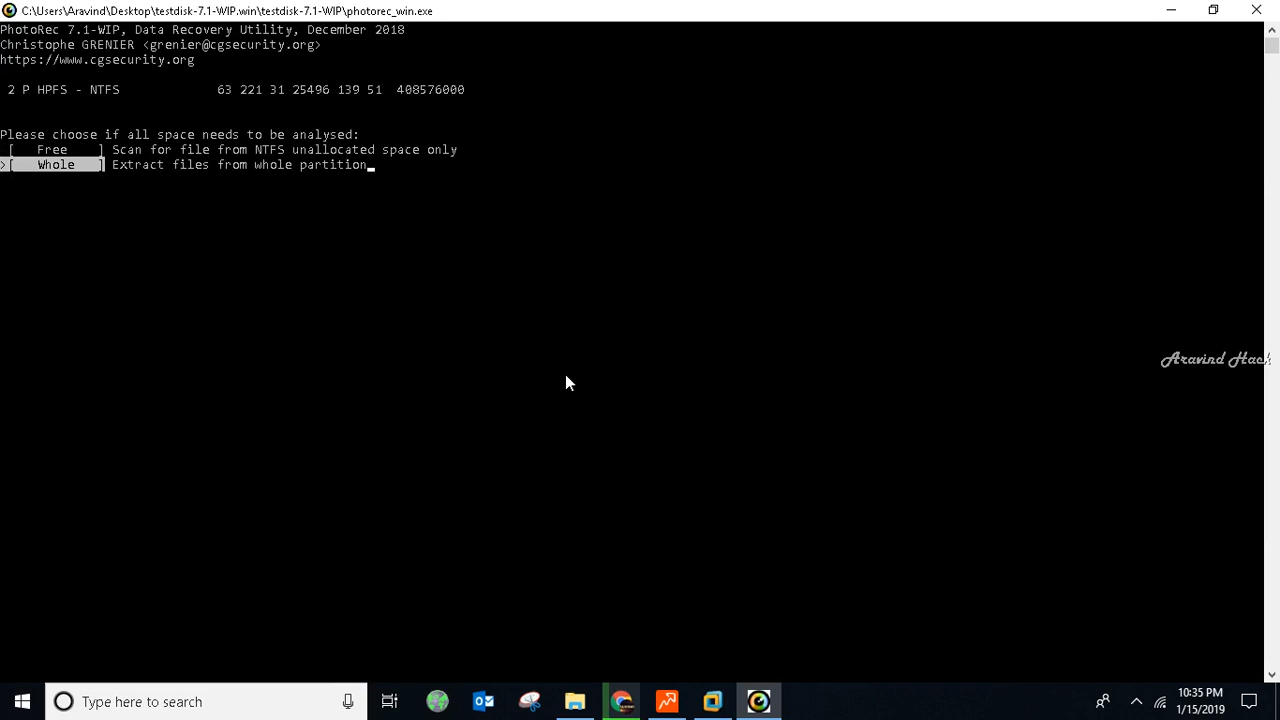 C:\Users\Aravind\Desktop\testdisk-7.1-WIP.win\testdisk-7.1-WIP\photorec_win.exe
PhotoRec 7.1-WIP, Data Recovery Utility, December 2018
Christophe GRENIER <grenier@cgsecurity.org>
https://www.cgsecurity.org
2 P HPFS - NTFS 63 221 31 25496 139 51 408576000
Please choose if all space needs to be analysed:
[ Free ] Scan for file from NTFS unallocated space only
>[ Whole ] Extract files from whole partition_
Aravind Hack
Type here to search
10:35 PM
1/15/2019